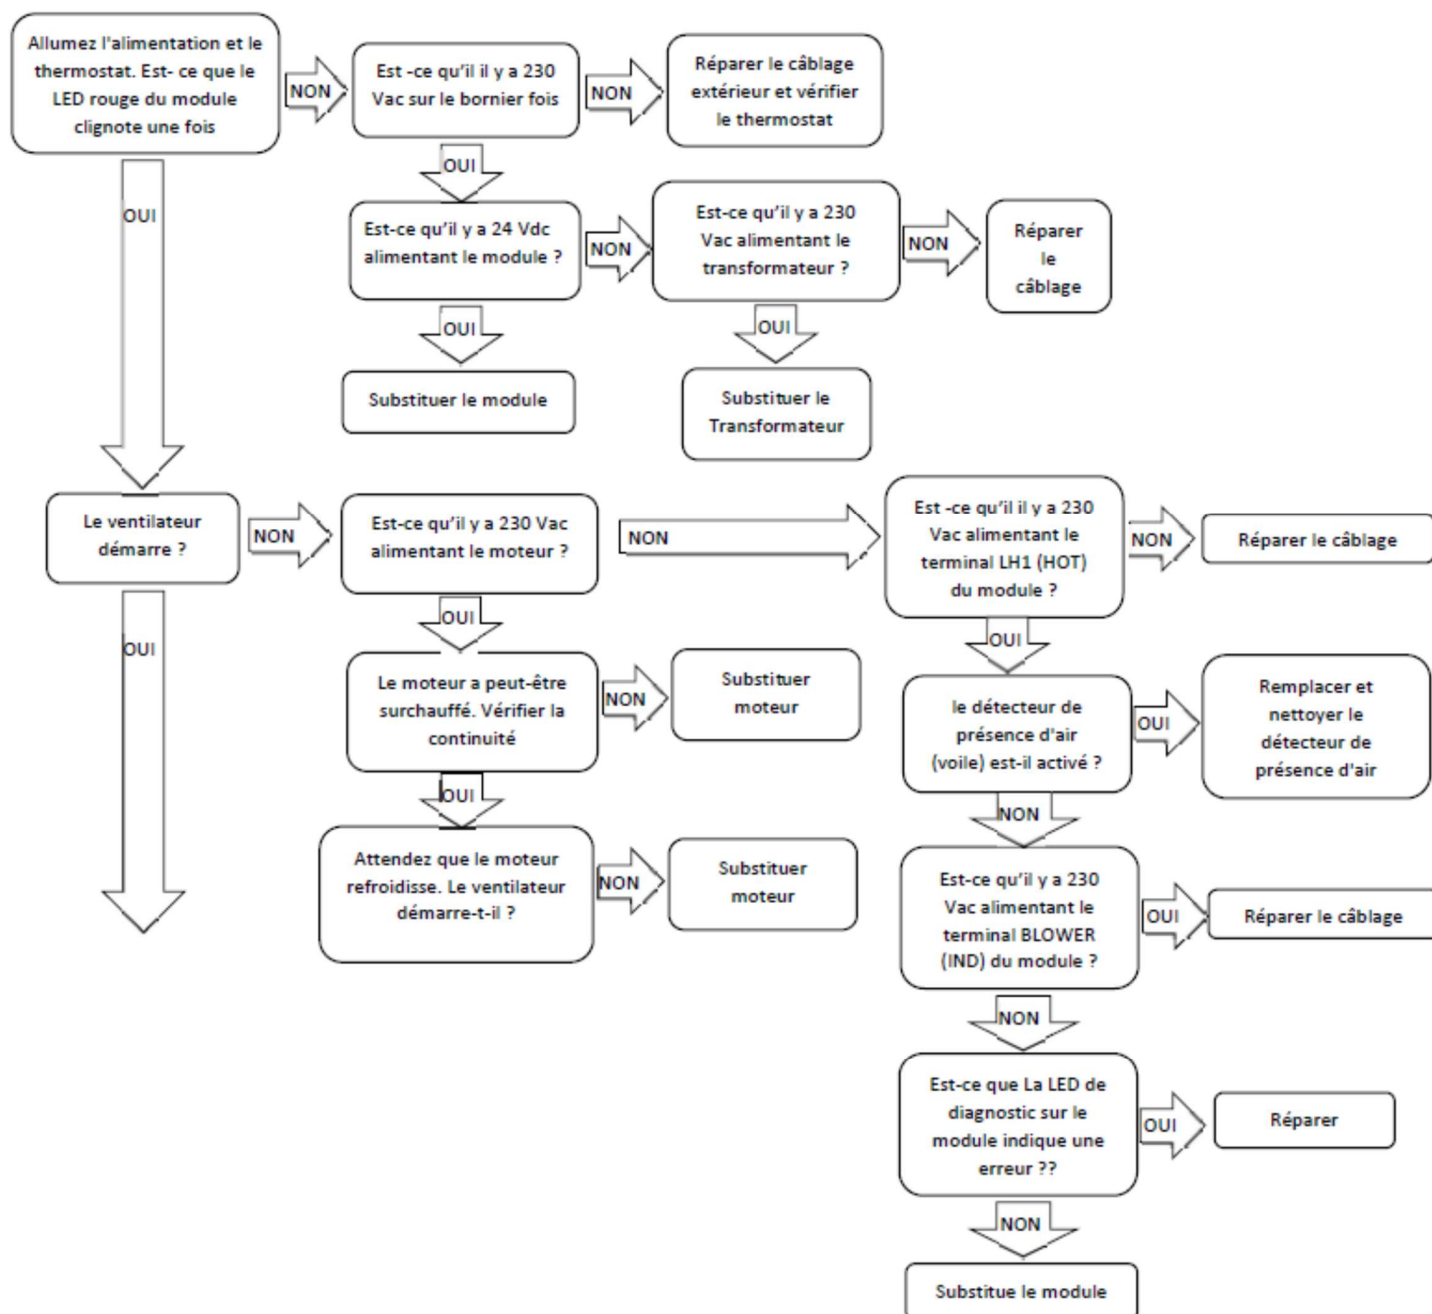 Allumez l'alimentation et le
thermostat. Est- ce que le
LED rouge du module
clignote une fois
NON
Est -ce qu'il il y a 230
Vac sur le bornier fois
NON
Réparer le câblage
extérieur et vérifier
le thermostat
OUI
OUI
Est-ce qu'il y a 24 Vdc
alimentant le module ?
NON
Est-ce qu'il y a 230
Vac alimentant le
transformateur ?
NON
Réparer
le
câblage
OUI
OUI
Substituer le module
Substituer le
Transformateur
Le ventilateur
démarre ?
NON
Est-ce qu'il y a 230 Vac
alimentant le moteur ?
NON
Est -ce qu'il il y a 230
Vac alimentant le
terminal LH1 (HOT)
du module ?
NON
Réparer le câblage
OUI
OUI
OUI
Le moteur a peut-être
surchauffé. Vérifier la
continuité
NON
Substituer
moteur
le détecteur de
présence d'air
(voile) est-il activé ?
OUI
Remplacer et
nettoyer le
détecteur de
présence d'air
OUI
NON
Attendez que le moteur
refroidisse. Le ventilateur
démarre-t-il ?
NON
Substituer
moteur
Est-ce qu'il y a 230
Vac alimentant le
terminal BLOWER
(IND) du module ?
OUI
Réparer le câblage
NON
Est-ce que La LED de
diagnostic sur le
module indique une
erreur ??
OUI
Réparer
NON
Substitue le module